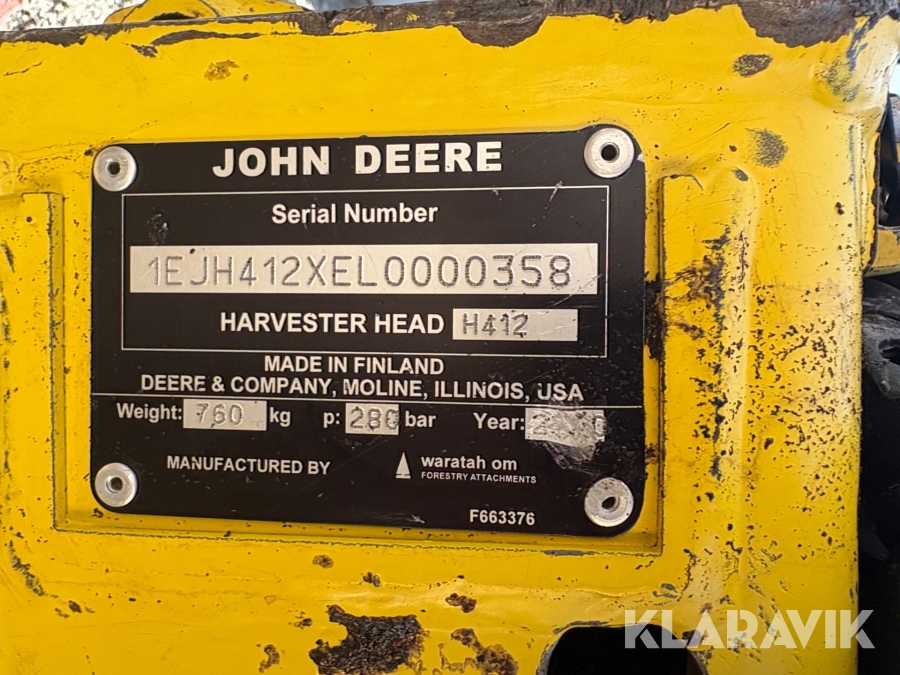 JOHN DEERE
Serial Number
1EJH412XEL0000358
HARVESTER HEAD H412
MADE IN FINLAND
DEERE & COMPANY, MOLINE, ILLINOIS, USA
Weight: 760 kg p: 280 bar Year:
MANUFACTURED BY waratah om
FORESTRY ATTACHMENTS
F663376
KLARAVIK